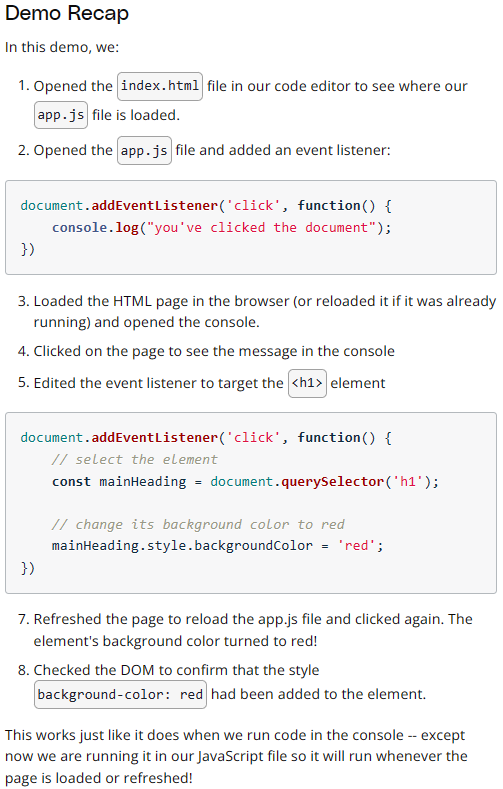 Demo Recap
In this demo, we:
1. Opened the index.html file in our code editor to see where our
app.js file is loaded.
2. Opened the app.js file and added an event listener:
document.addEventListener('click', function() {
    console.log("you've clicked the document");
})
3. Loaded the HTML page in the browser (or reloaded it if it was already
running) and opened the console.
4. Clicked on the page to see the message in the console
5. Edited the event listener to target the <h1> element
document.addEventListener('click', function() {
    // select the element
    const mainHeading = document.querySelector('h1');
    // change its background color to red
    mainHeading.style.backgroundColor = 'red';
})
7. Refreshed the page to reload the app.js file and clicked again. The
element's background color turned to red!
8. Checked the DOM to confirm that the style
background-color: red had been added to the element.
This works just like it does when we run code in the console -- except
now we are running it in our JavaScript file so it will run whenever the
page is loaded or refreshed!